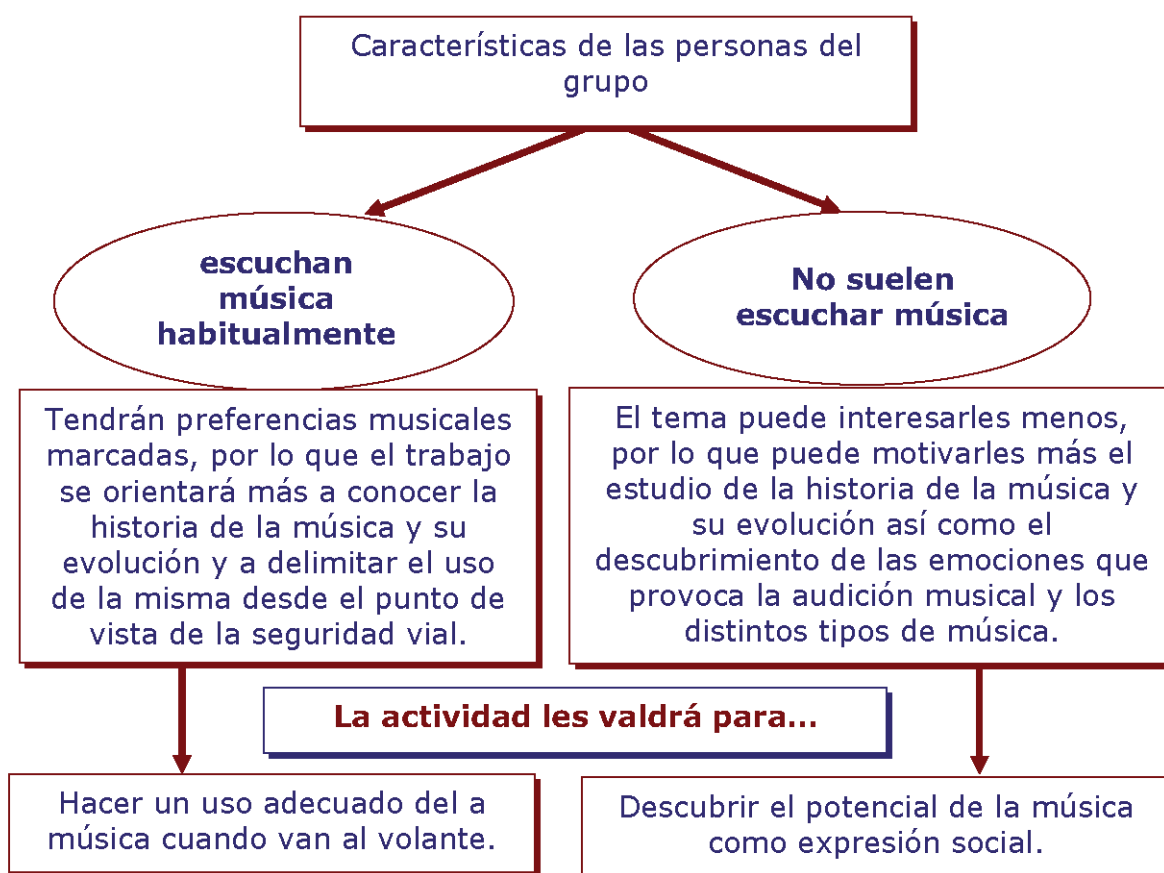 Características de las personas del
grupo
escuchan
música
habitualmente
No suelen
escuchar música
Tendrán preferencias musicales
marcadas, por lo que el trabajo
se orientará más a conocer la
historia de la música y su
evolución y a delimitar el uso
de la misma desde el punto de
vista de la seguridad vial.
El tema puede interesarles menos,
por lo que puede motivarles más el
estudio de la historia de la música y
su evolución así como el
descubrimiento de las emociones que
provoca la audición musical y los
distintos tipos de música.
La actividad les valdrá para...
Hacer un uso adecuado del a
música cuando van al volante.
Descubrir el potencial de la música
como expresión social.